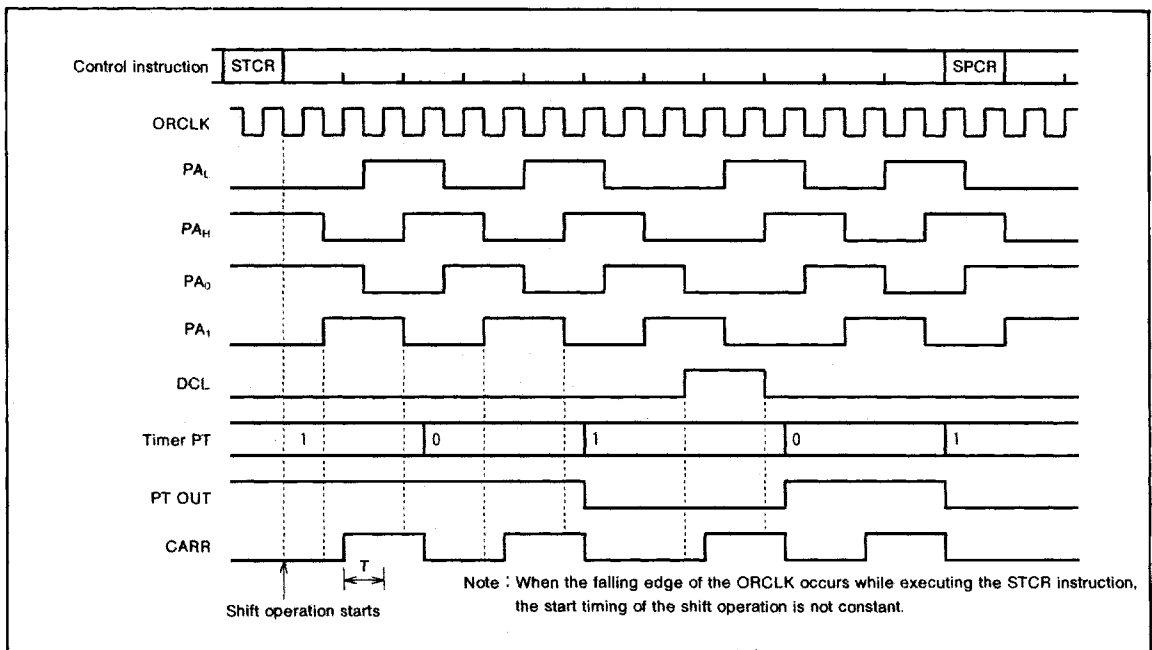 Control instruction STCR SPCR
ORCLK
PAL
PAH
PA0
PA1
DCL
Timer PT 1 0 1 0 1
PT OUT
CARR
T
Shift operation starts
Note : When the falling edge of the ORCLK occurs while executing the STCR instruction,
the start timing of the shift operation is not constant.